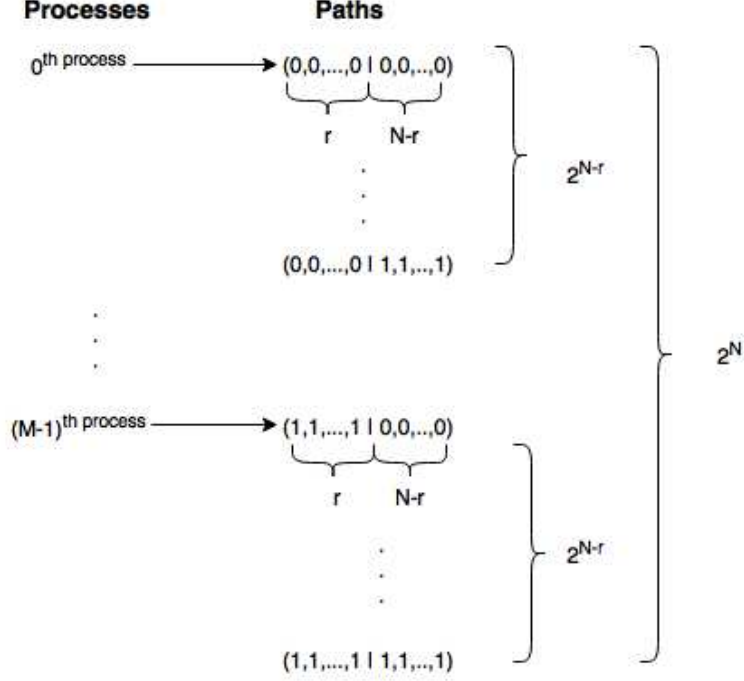 Processes Paths
0th process (0,0,...,0 | 0,0,..,0)
r N-r
2N-r
(0,0,...,0 | 1,1,..,1)
2N
(M-1)th process (1,1,...,1 | 0,0,..,0)
r N-r
2N-r
(1,1,...,1 | 1,1,..,1)